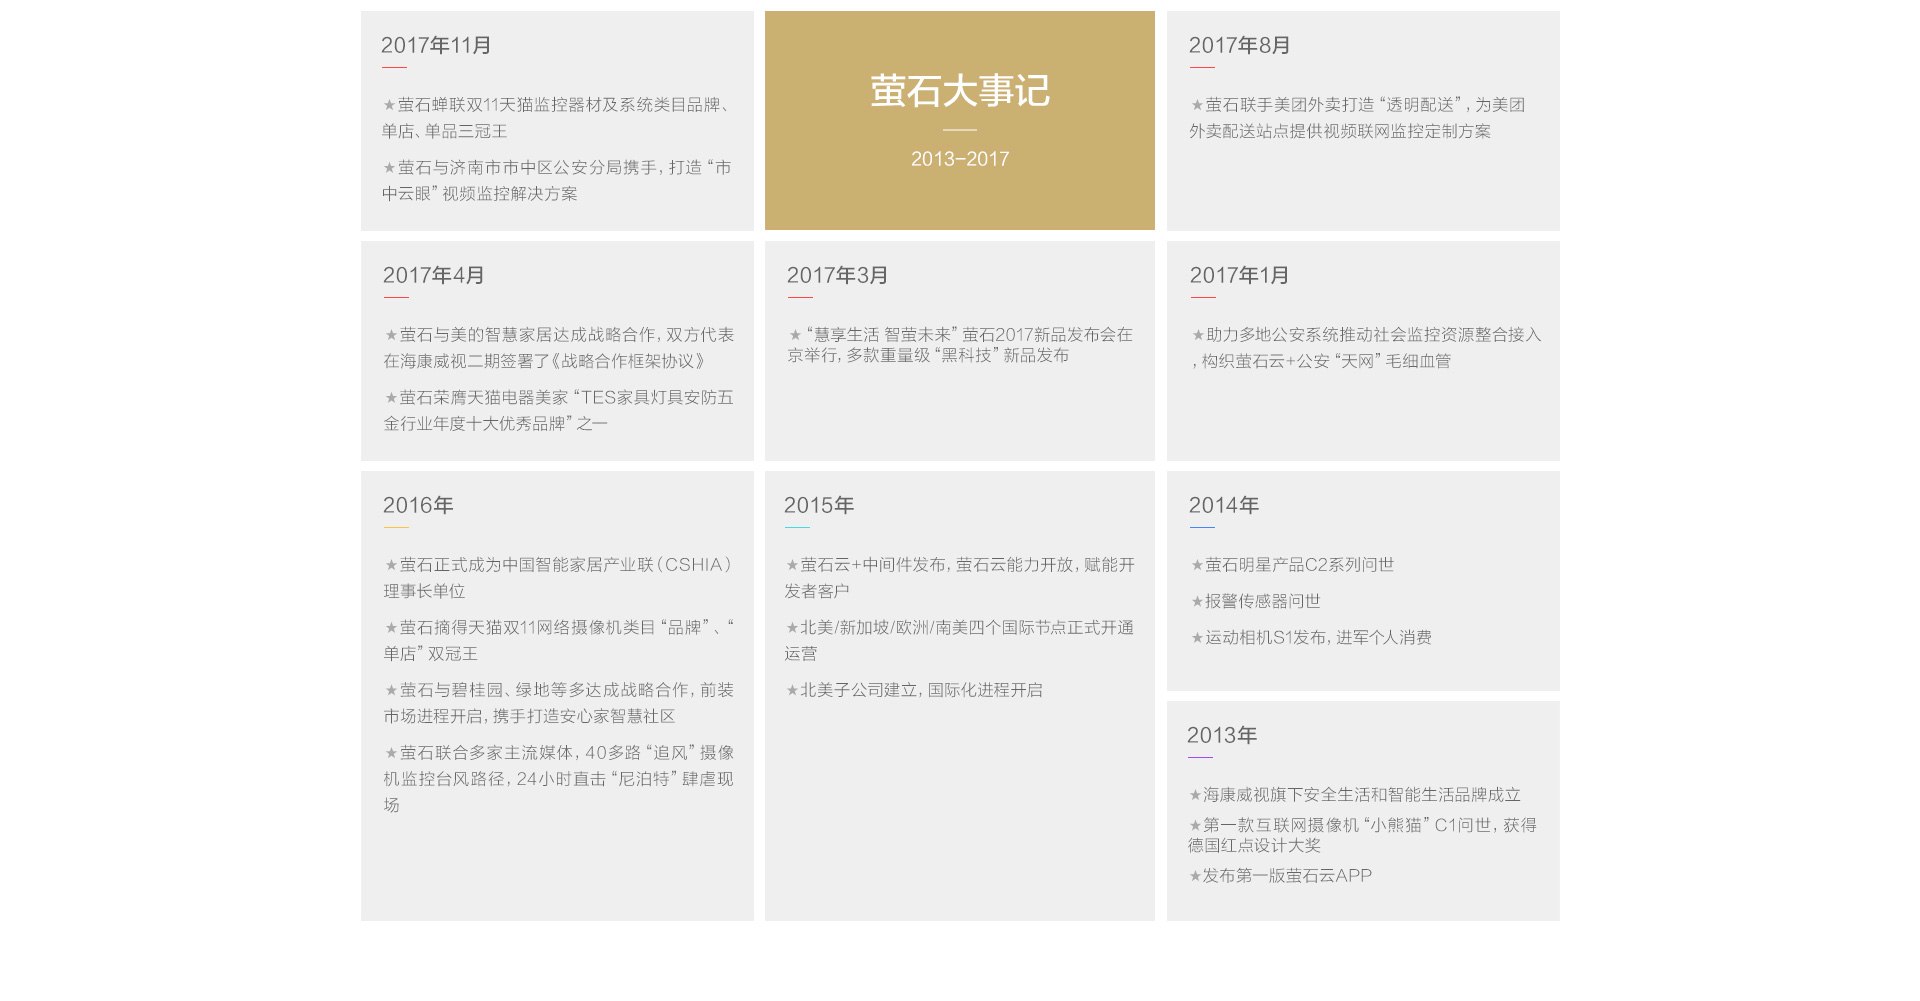 2017年11月
★萤石蝉联双11天猫监控器材及系统类目品牌、
单店、单品三冠王
★萤石与济南市市中区公安分局携手，打造“市
中云眼”视频监控解决方案
萤石大事记
2013-2017
2017年8月
★萤石联手美团外卖打造“透明配送”，为美团
外卖配送站点提供视频联网监控定制方案
2017年4月
★萤石与美的智慧家居达成战略合作，双方代表
在海康威视二期签署了《战略合作框架协议》
★萤石荣膺天猫电器美家“TES家具灯具安防五
金行业年度十大优秀品牌”之一
2017年3月
★“慧享生活 智萤未来”萤石2017新品发布会在
京举行，多款重量级“黑科技”新品发布
2017年1月
★助力多地公安系统推动社会监控资源整合接入
，构织萤石云+公安“天网”毛细血管
2016年
★萤石正式成为中国智能家居产业联（CSHIA）
理事长单位
★萤石摘得天猫双11网络摄像机类目“品牌”、“
单店”双冠王
★萤石与碧桂园、绿地等多达成战略合作，前装
市场进程开启，携手打造安心家智慧社区
★萤石联合多家主流媒体，40多路“追风”摄像
机监控台风路径，24小时直击“尼泊特”肆虐现
场
2015年
★萤石云+中间件发布，萤石云能力开放，赋能开
发者客户
★北美/新加坡/欧洲/南美四个国际节点正式开通
运营
★北美子公司建立，国际化进程开启
2014年
★萤石明星产品C2系列问世
★报警传感器问世
★运动相机S1发布，进军个人消费
2013年
★海康威视旗下安全生活和智能生活品牌成立
★第一款互联网摄像机“小熊猫”C1问世，获得
德国红点设计大奖
★发布第一版萤石云APP